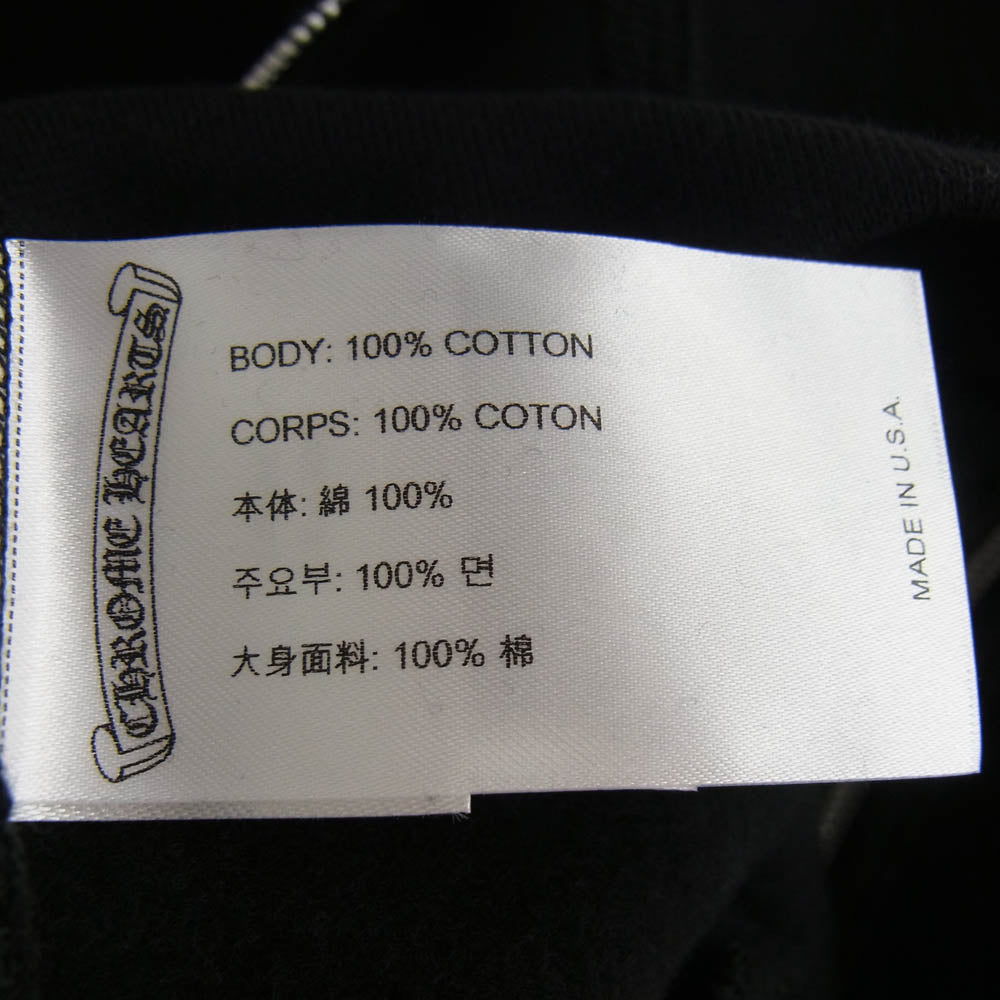 CHROME HEARTS
BODY: 100% COTTON
CORPS: 100% COTON
本体: 綿 100%
주요부: 100% 면
大身面料: 100% 棉
MADE IN U.S.A.